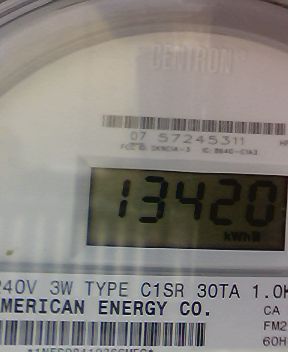 CENTRON
07 57245311
13420
kWh
240V 3W TYPE C1SR 30TA 1.0K
AMERICAN ENERGY CO.
CA
FM2
60H